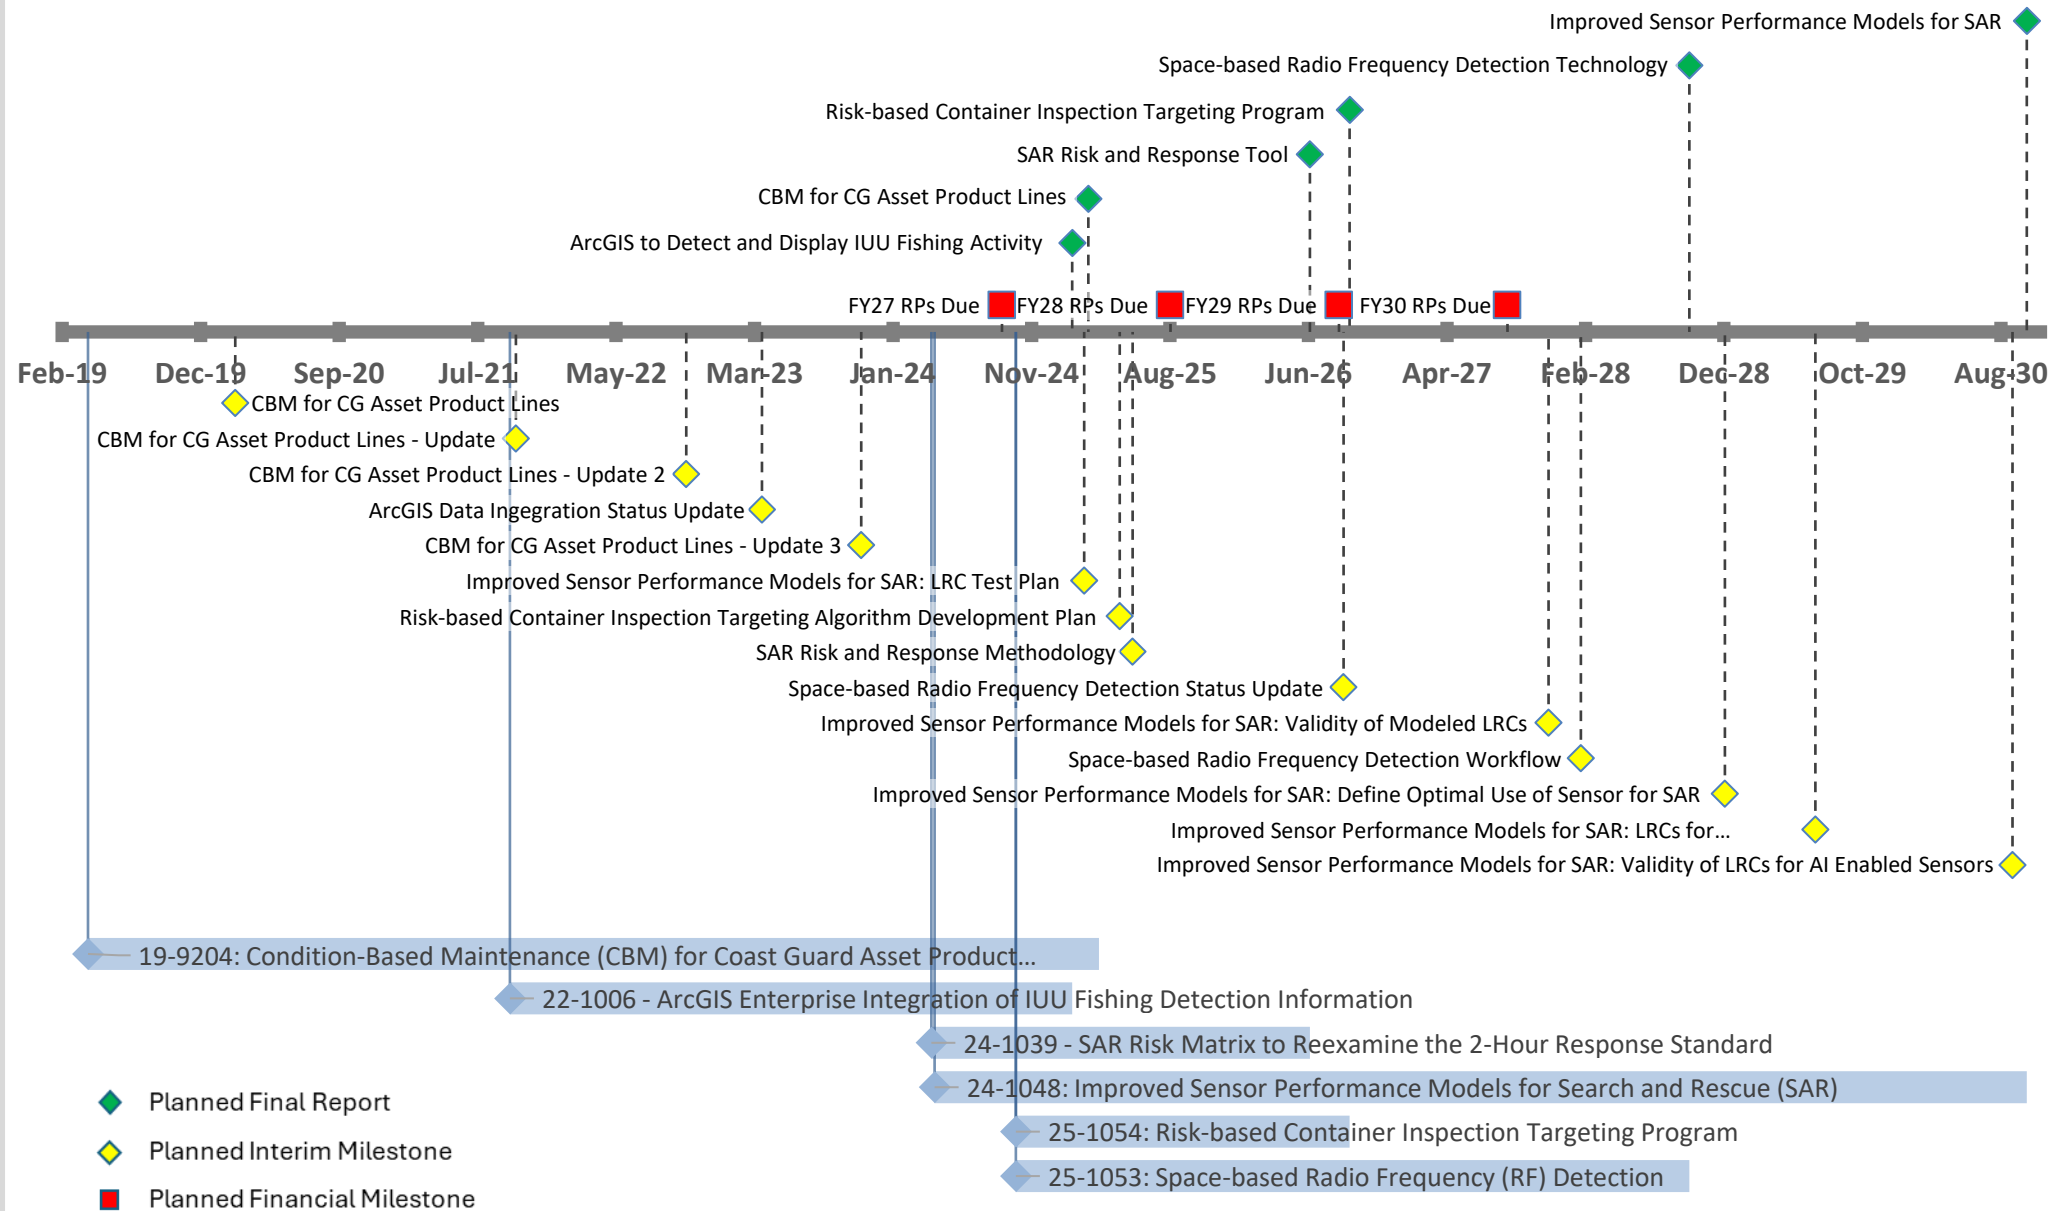 Improved Sensor Performance Models for SAR
Space-based Radio Frequency Detection Technology
Risk-based Container Inspection Targeting Program
SAR Risk and Response Tool
CBM for CG Asset Product Lines
ArcGIS to Detect and Display IUU Fishing Activity
FY27 RPs Due FY28 RPs Due FY29 RPs Due FY30 RPs Due
Feb-19 Dec-19 Sep-20 Jul-21 May-22 Mar-23 Jan-24 Nov-24 Aug-25 Jun-26 Apr-27 Feb-28 Dec-28 Oct-29 Aug-30
CBM for CG Asset Product Lines
CBM for CG Asset Product Lines - Update
CBM for CG Asset Product Lines - Update 2
ArcGIS Data Ingegration Status Update
CBM for CG Asset Product Lines - Update 3
Improved Sensor Performance Models for SAR: LRC Test Plan
Risk-based Container Inspection Targeting Algorithm Development Plan
SAR Risk and Response Methodology
Space-based Radio Frequency Detection Status Update
Improved Sensor Performance Models for SAR: Validity of Modeled LRCs
Space-based Radio Frequency Detection Workflow
Improved Sensor Performance Models for SAR: Define Optimal Use of Sensor for SAR
Improved Sensor Performance Models for SAR: LRCs for...
Improved Sensor Performance Models for SAR: Validity of LRCs for AI Enabled Sensors
19-9204: Condition-Based Maintenance (CBM) for Coast Guard Asset Product...
22-1006 - ArcGIS Enterprise Integration of IUU Fishing Detection Information
24-1039 - SAR Risk Matrix to Reexamine the 2-Hour Response Standard
24-1048: Improved Sensor Performance Models for Search and Rescue (SAR)
25-1054: Risk-based Container Inspection Targeting Program
25-1053: Space-based Radio Frequency (RF) Detection
Planned Final Report
Planned Interim Milestone
Planned Financial Milestone